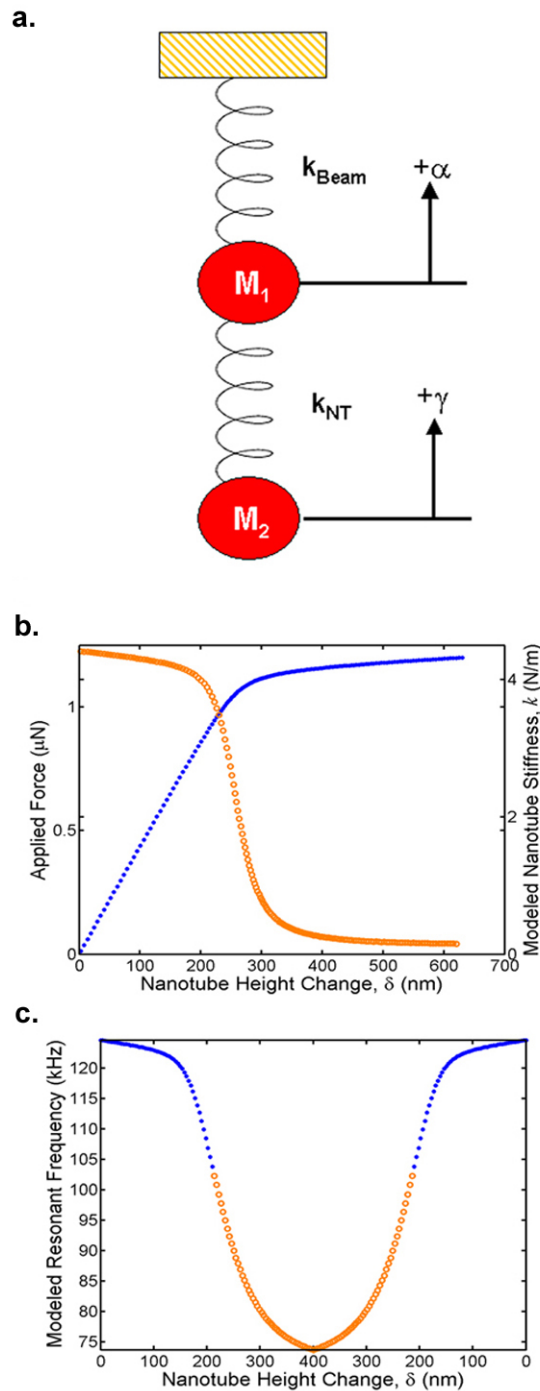 a.
k_Beam
+α
M₁
k_NT
+γ
M₂
b.
Applied Force (μN)
1
0.5
0
Modeled Nanotube Stiffness, k (N/m)
4
2
0
0 100 200 300 400 500 600 700
Nanotube Height Change, δ (nm)
c.
Modeled Resonant Frequency (kHz)
120
115
110
105
100
95
90
85
80
75
0 100 200 300 400 300 200 100 0
Nanotube Height Change, δ (nm)